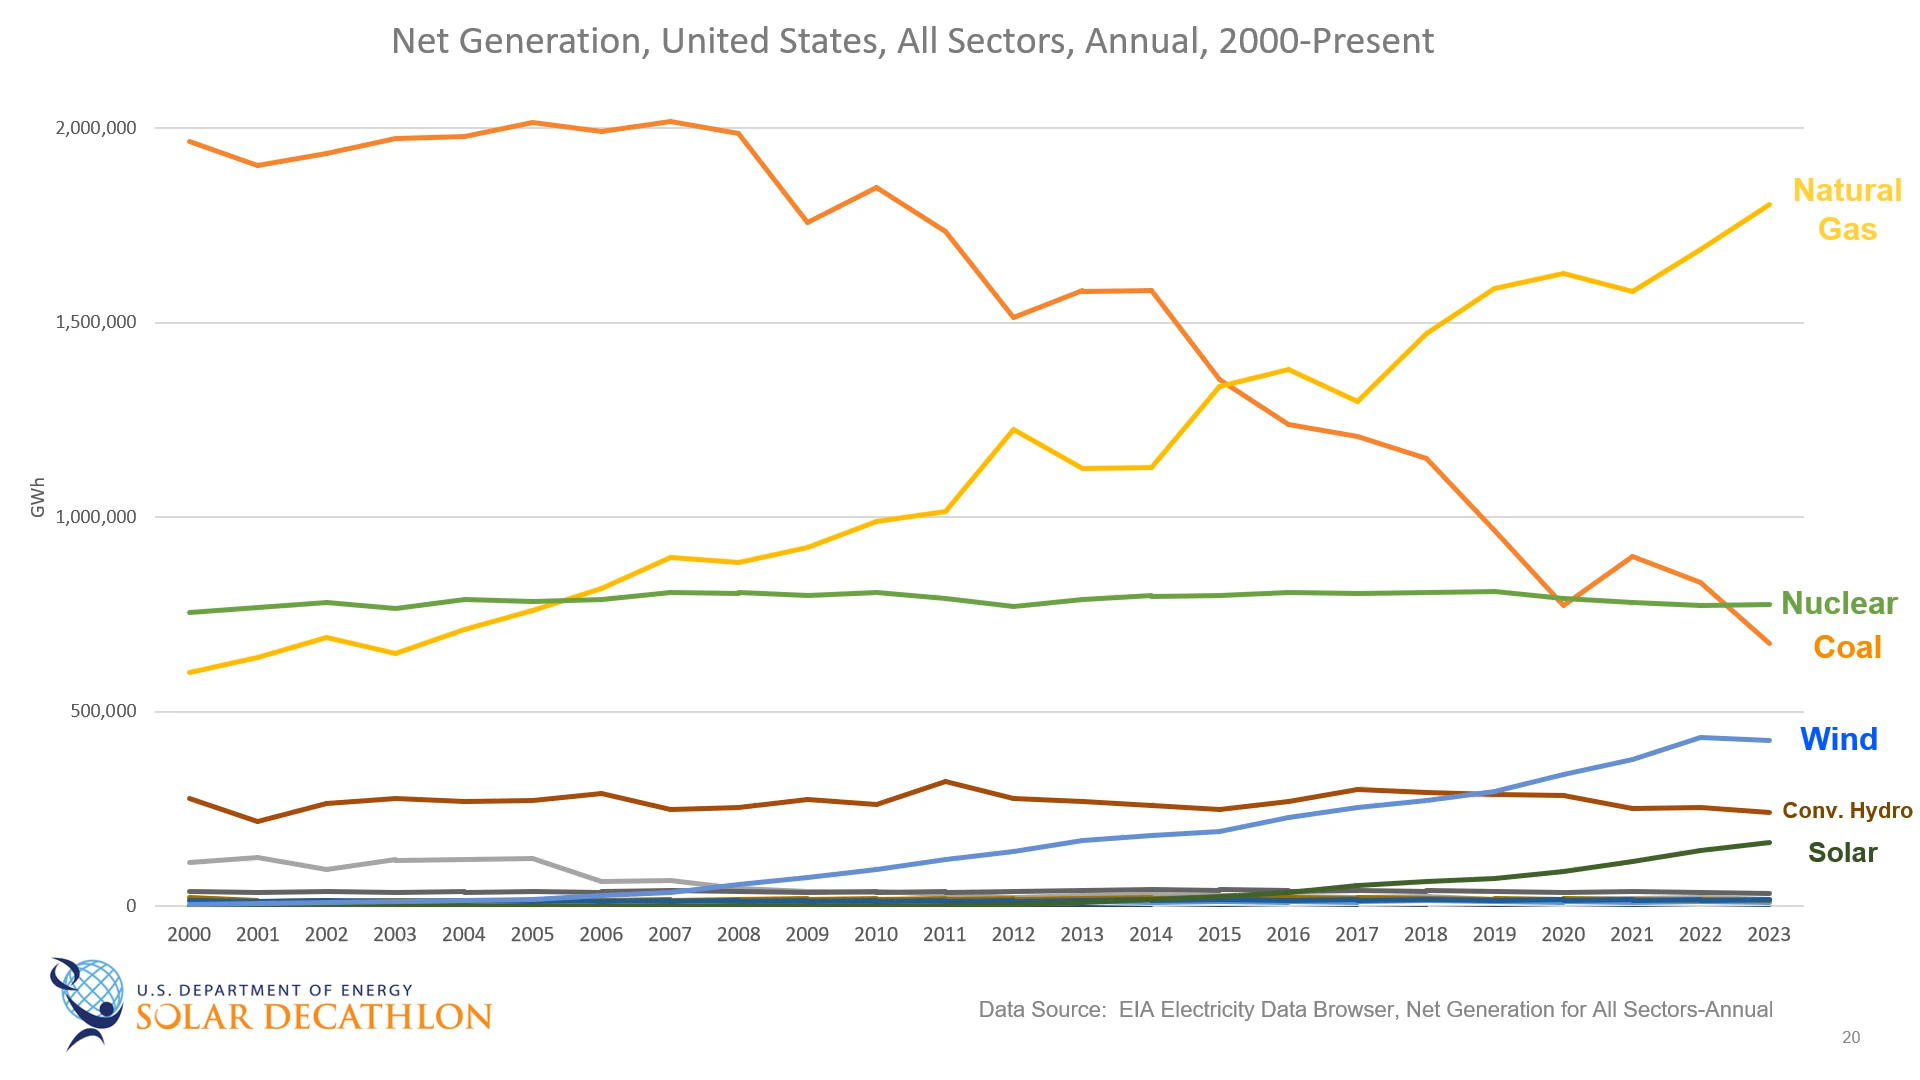 Net Generation, United States, All Sectors, Annual, 2000-Present
2,000,000
1,500,000
1,000,000
500,000
0
GWh
Natural
Gas
Nuclear
Coal
Wind
Conv. Hydro
Solar
2000 2001 2002 2003 2004 2005 2006 2007 2008 2009 2010 2011 2012 2013 2014 2015 2016 2017 2018 2019 2020 2021 2022 2023
U.S. DEPARTMENT OF ENERGY
SOLAR DECATHLON
Data Source:  EIA Electricity Data Browser, Net Generation for All Sectors-Annual
20